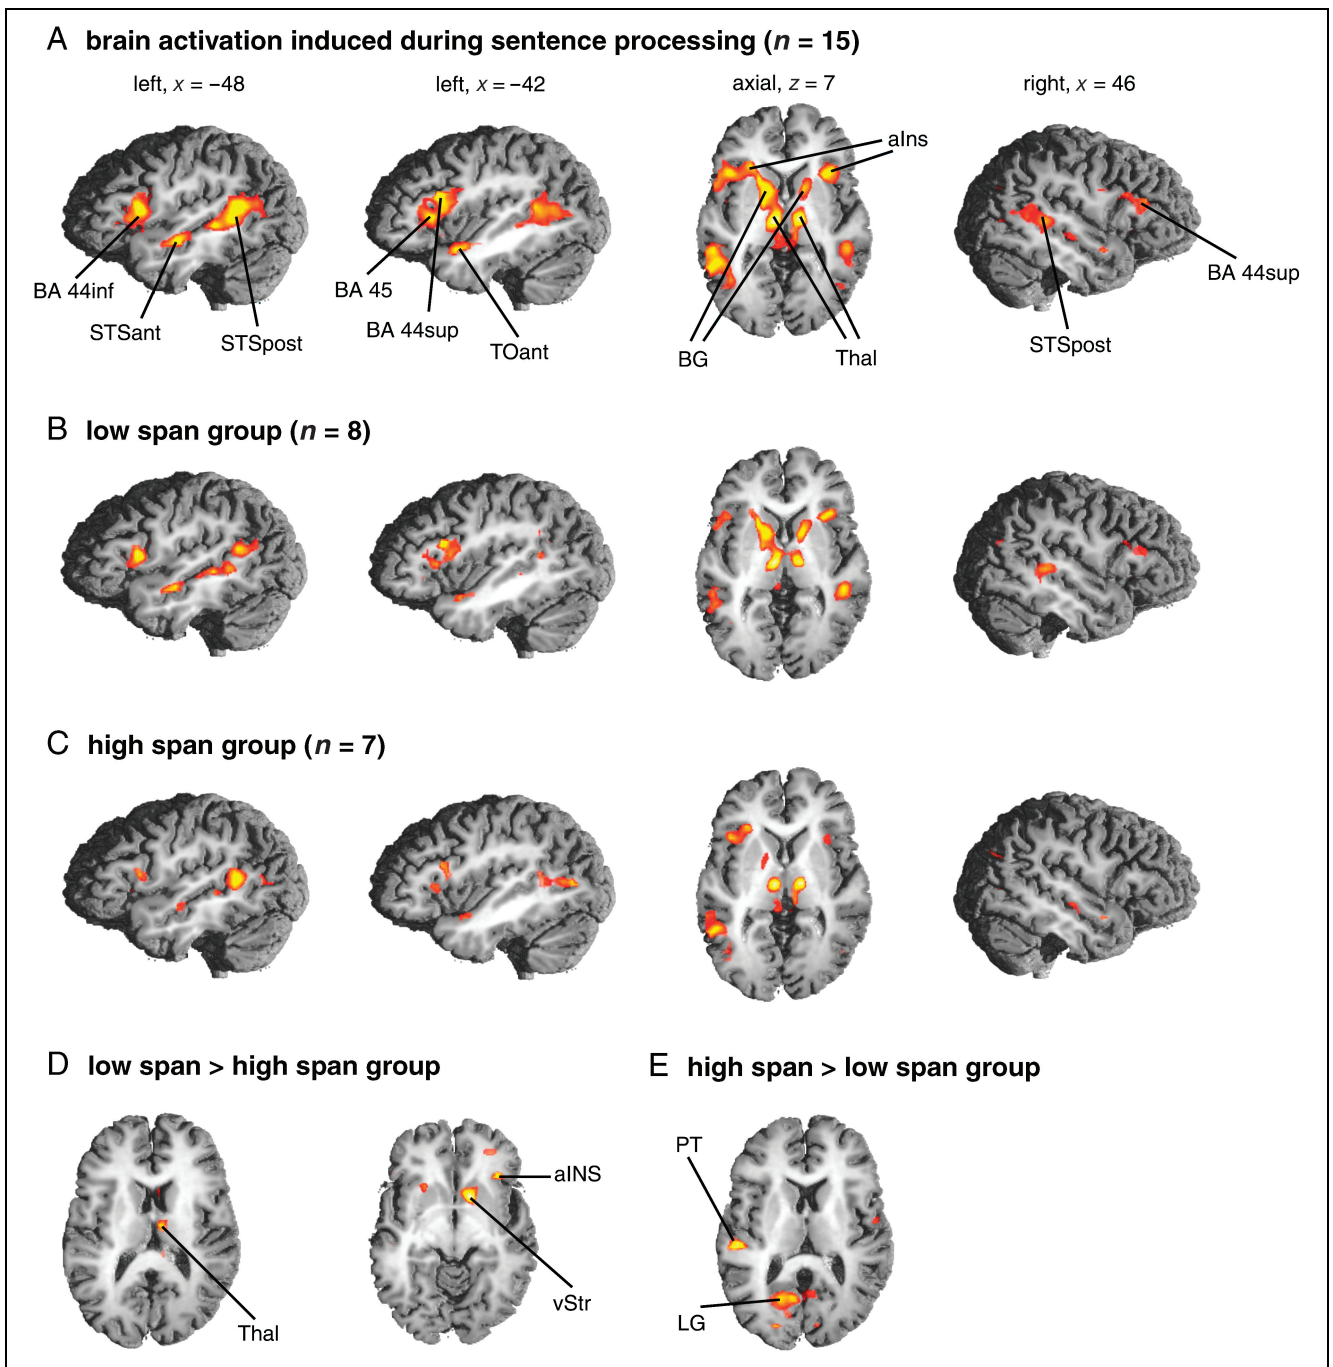 A brain activation induced during sentence processing (n = 15)
left, x = –48
left, x = –42
axial, z = 7
right, x = 46
aIns
BA 44inf
STSant
STSpost
BA 45
BA 44sup
TOant
BG
Thal
STSpost
BA 44sup
B low span group (n = 8)
C high span group (n = 7)
D low span > high span group
E high span > low span group
Thal
aINS
vStr
PT
LG